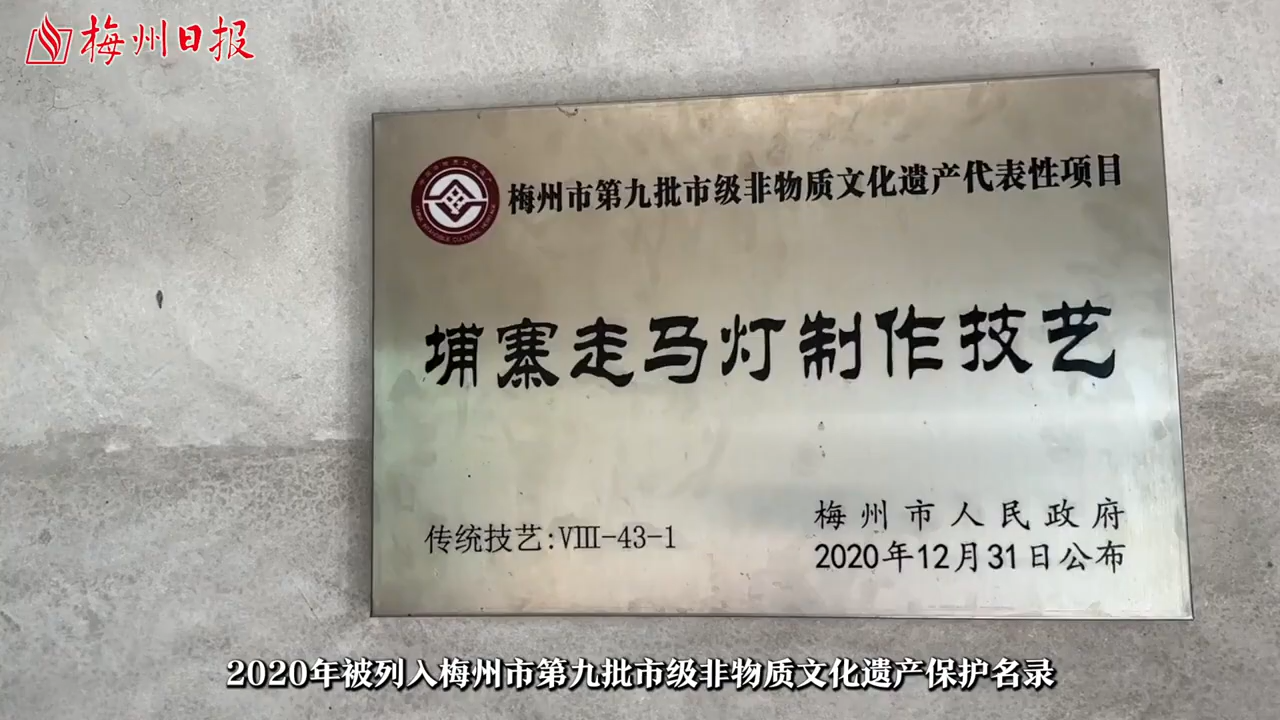 梅州日报
梅州市第九批市级非物质文化遗产代表性项目
埔寨走马灯制作技艺
传统技艺:Ⅷ-43-1
梅州市人民政府
2020年12月31日公布
2020年被列入梅州市第九批市级非物质文化遗产保护名录